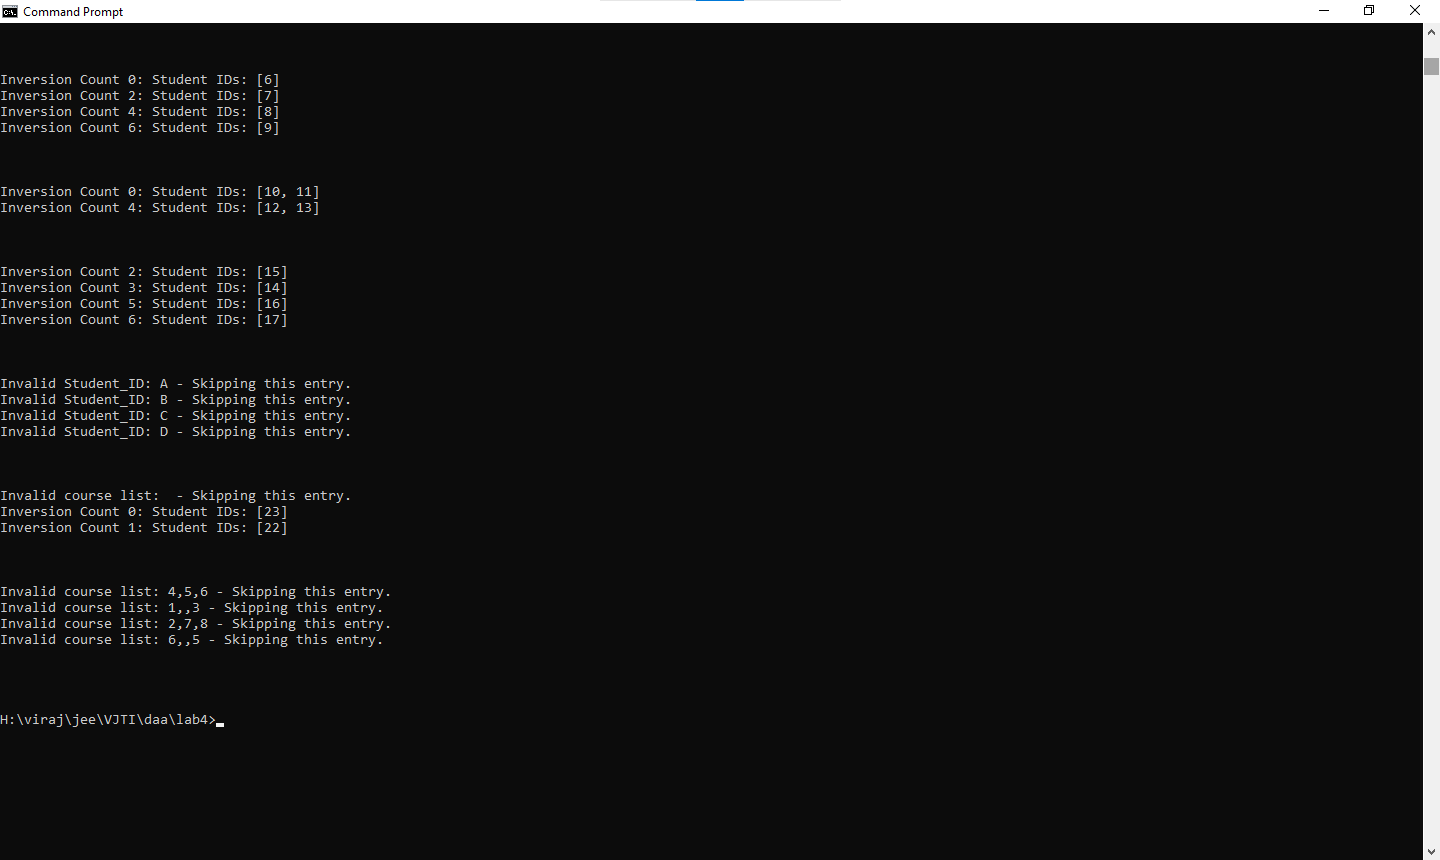 Command Prompt
Inversion Count 0: Student IDs: [6]
Inversion Count 2: Student IDs: [7]
Inversion Count 4: Student IDs: [8]
Inversion Count 6: Student IDs: [9]
Inversion Count 0: Student IDs: [10, 11]
Inversion Count 4: Student IDs: [12, 13]
Inversion Count 2: Student IDs: [15]
Inversion Count 3: Student IDs: [14]
Inversion Count 5: Student IDs: [16]
Inversion Count 6: Student IDs: [17]
Invalid Student_ID: A - Skipping this entry.
Invalid Student_ID: B - Skipping this entry.
Invalid Student_ID: C - Skipping this entry.
Invalid Student_ID: D - Skipping this entry.
Invalid course list:  - Skipping this entry.
Inversion Count 0: Student IDs: [23]
Inversion Count 1: Student IDs: [22]
Invalid course list: 4,5,6 - Skipping this entry.
Invalid course list: 1,,3 - Skipping this entry.
Invalid course list: 2,7,8 - Skipping this entry.
Invalid course list: 6,,5 - Skipping this entry.
H:\viraj\jee\VJTI\daa\lab4>